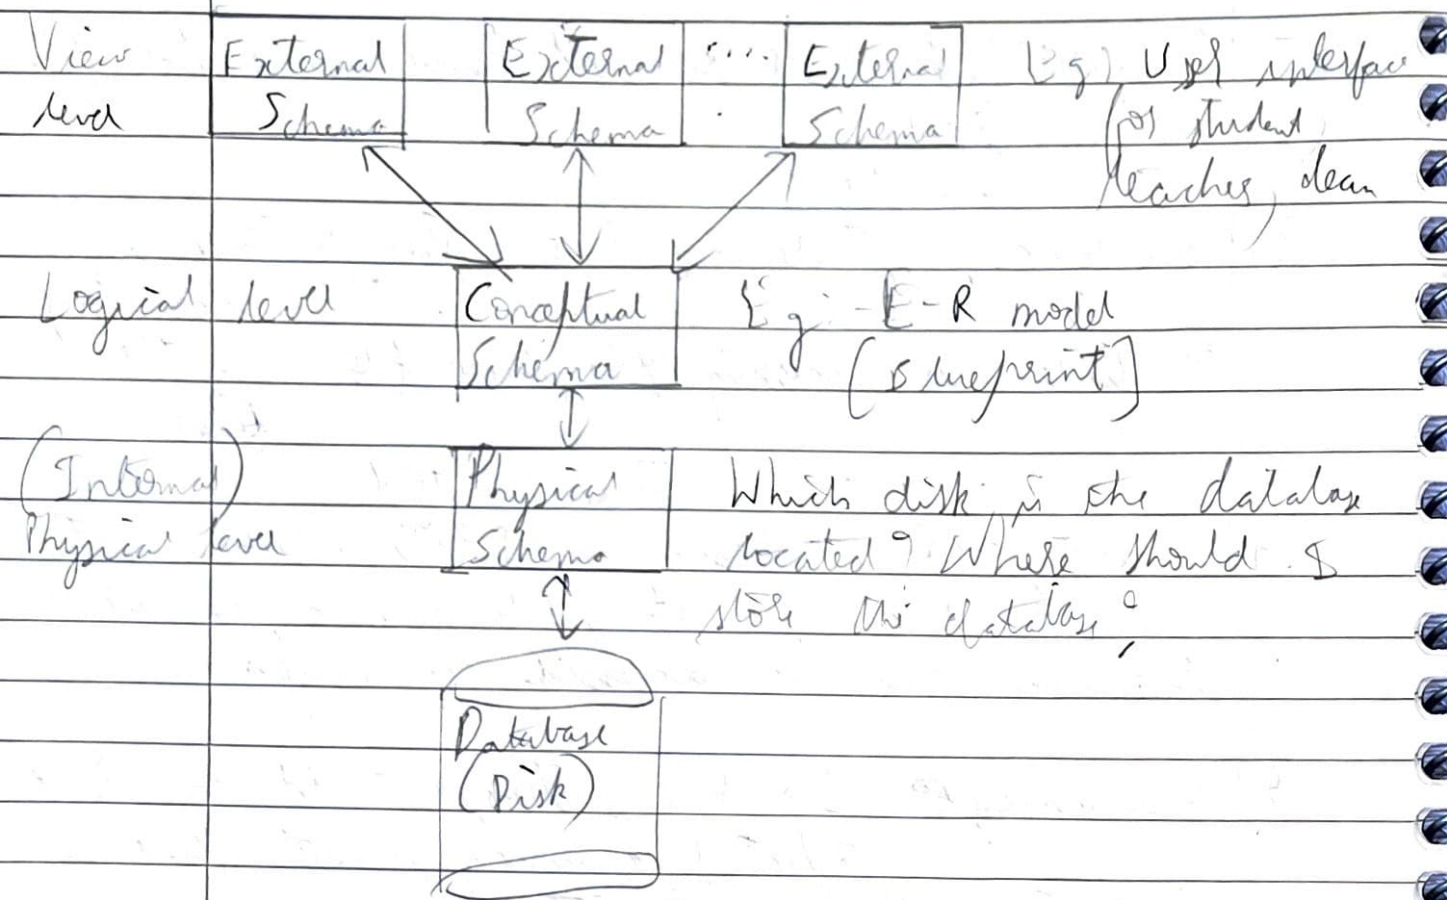 View External External .... External Eg) User interface
level Schema Schema . Schema for student
teacher, dean
Logical level Conceptual Eg:- E-R model
Schema (Blueprint)
(Internal) Physical Which disk is the database
Physical level Schema located? Where should I
store the database?
Database
(Disk)